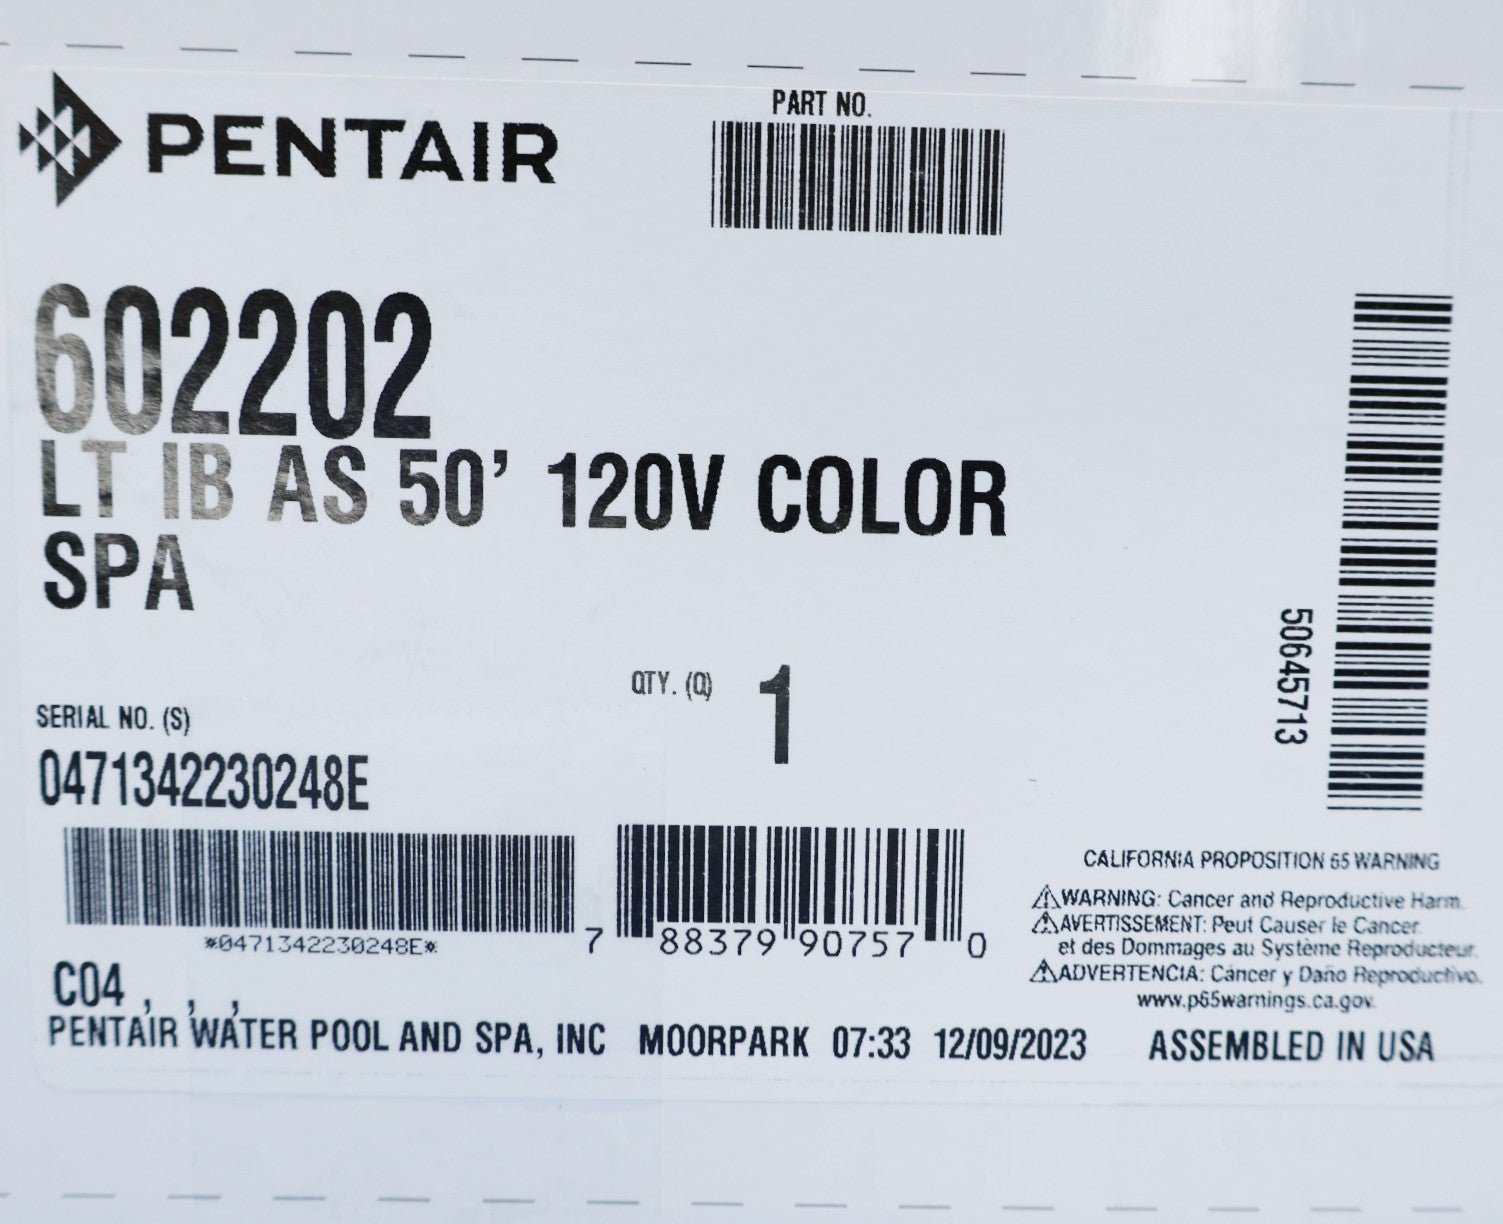 PENTAIR
PART NO.
602202
LT IB AS 50' 120V COLOR
SPA
QTY. (Q) 1
50645713
SERIAL NO. (S)
0471342230248E
*0471342230248E*
7 88379 90757 0
CALIFORNIA PROPOSITION 65 WARNING
⚠WARNING: Cancer and Reproductive Harm.
⚠AVERTISSEMENT: Peut Causer le Cancer
et des Dommages au Système Reproducteur.
⚠ADVERTENCIA: Cáncer y Daño Reproductivo.
www.p65warnings.ca.gov.
C04 , , ,
PENTAIR WATER POOL AND SPA, INC MOORPARK 07:33 12/09/2023 ASSEMBLED IN USA